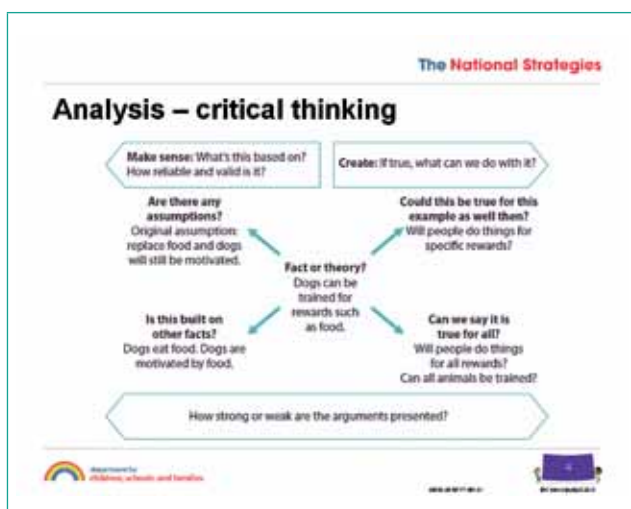 The National Strategies
Analysis – critical thinking
Make sense: What's this based on?
How reliable and valid is it?
Create: If true, what can we do with it?
Are there any
assumptions?
Original assumption:
replace food and dogs
will still be motivated.
Could this be true for this
example as well then?
Will people do things for
specific rewards?
Fact or theory?
Dogs can be
trained for
rewards such
as food.
Is this built on
other facts?
Dogs eat food. Dogs are
motivated by food.
Can we say it is
true for all?
Will people do things
for all rewards?
Can all animals be trained?
How strong or weak are the arguments presented?
department for
children, schools and families
4